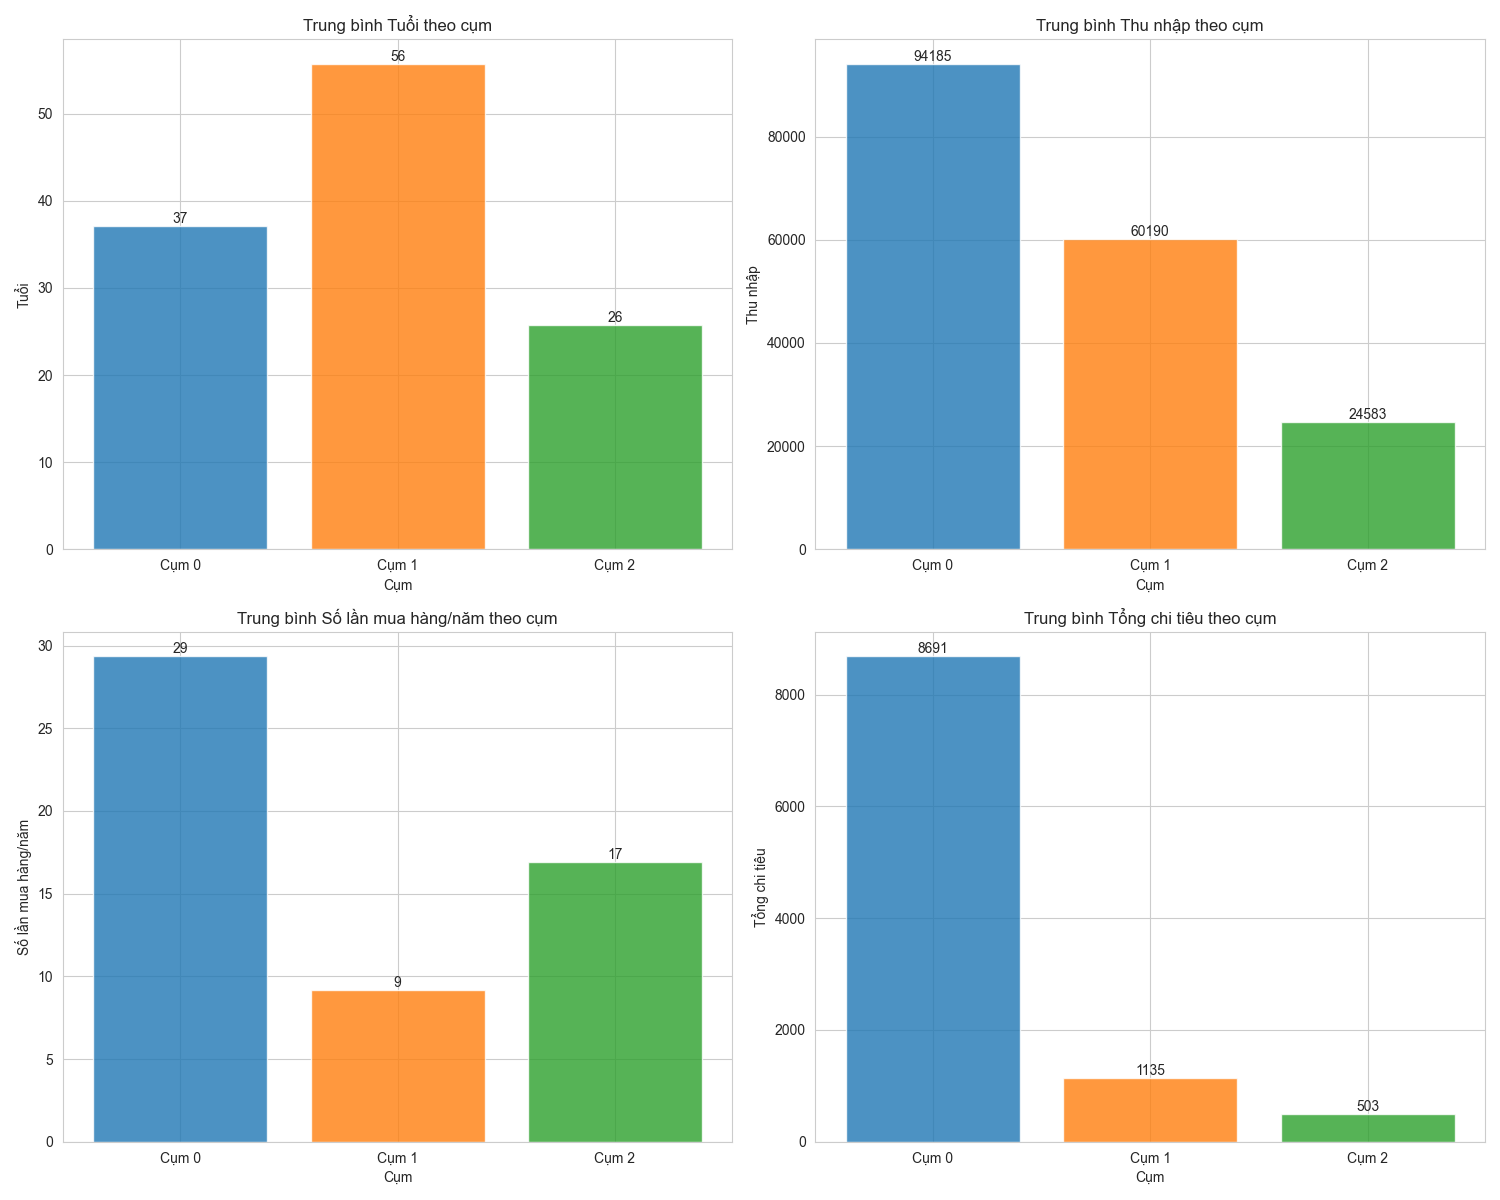 Trung bình Tuổi theo cụm
56
50
40
37
30
26
20
10
0
Tuổi
Cụm 0 Cụm 1 Cụm 2
Cụm
Trung bình Thu nhập theo cụm
94185
80000
60190
60000
40000
24583
20000
0
Thu nhập
Cụm 0 Cụm 1 Cụm 2
Cụm
Trung bình Số lần mua hàng/năm theo cụm
30
29
25
20
17
15
10
9
5
0
Số lần mua hàng/năm
Cụm 0 Cụm 1 Cụm 2
Cụm
Trung bình Tổng chi tiêu theo cụm
8691
8000
6000
4000
2000
1135
503
0
Tổng chi tiêu
Cụm 0 Cụm 1 Cụm 2
Cụm